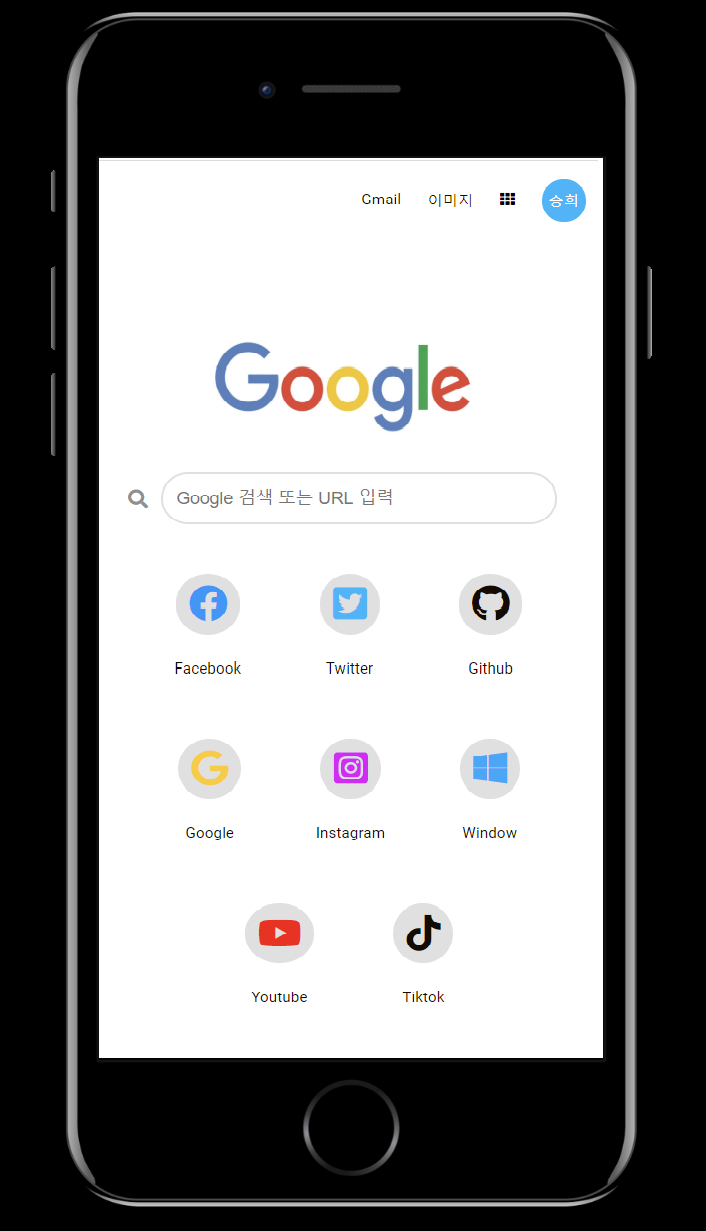 Gmail 이미지 승희
Google
Google 검색 또는 URL 입력
Facebook Twitter Github
Google Instagram Window
Youtube Tiktok